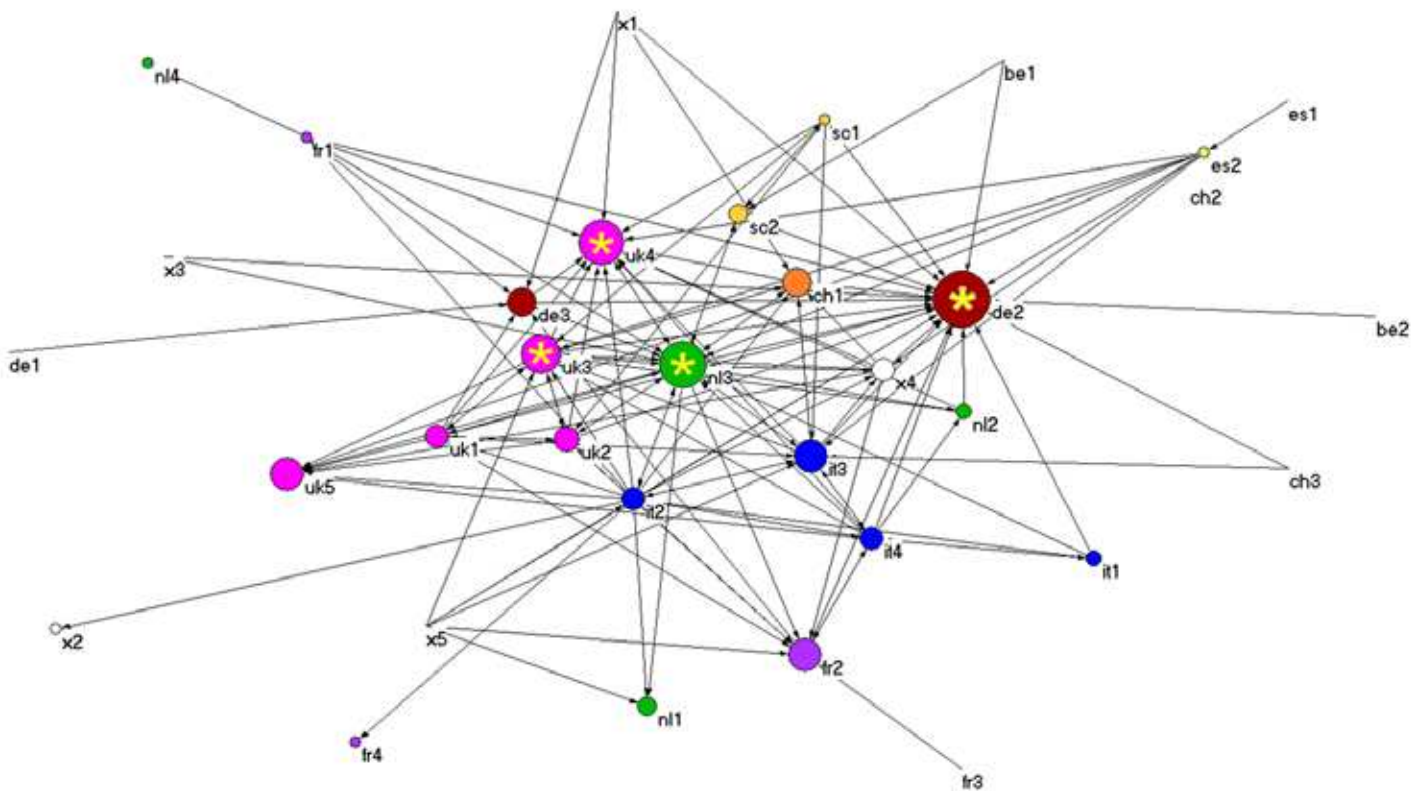 x1
nl4
be1
es1
sc1
fr1
es2
ch2
sc2
uk4
x3
ch1
de2
de3
be2
de1
uk3
nl3
x4
nl2
uk1
uk2
it3
uk5
ch3
it2
it4
it1
x2
x5
fr2
nl1
fr4
fr3